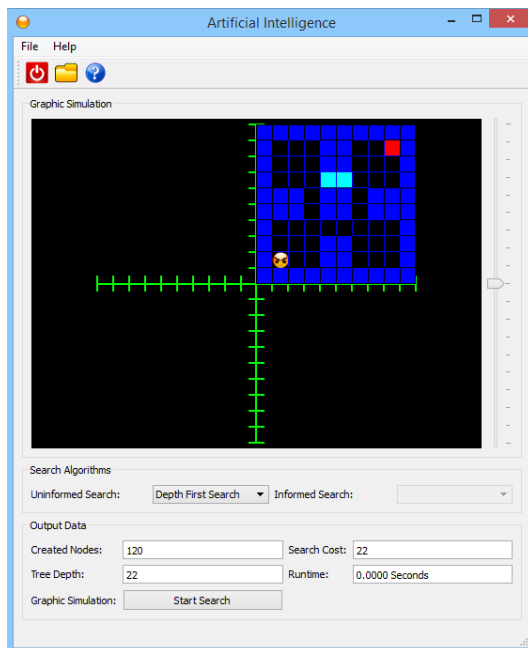 Artificial Intelligence
File Help
Graphic Simulation
Search Algorithms
Uninformed Search: Depth First Search Informed Search:
Output Data
Created Nodes: 120 Search Cost: 22
Tree Depth: 22 Runtime: 0.0000 Seconds
Graphic Simulation: Start Search